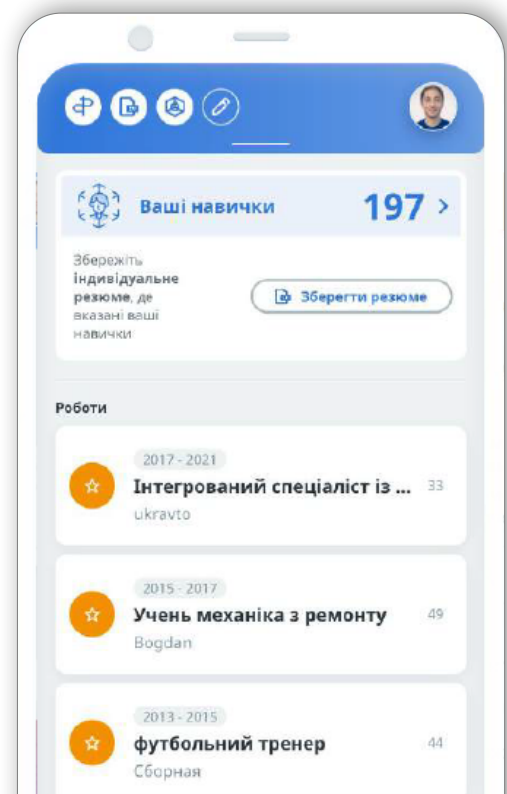 Ваші навички 197
Збережіть
індивідуальне
резюме, де
вказані ваші
навички
Зберегти резюме
Роботи
2017 - 2021
Інтегрований спеціаліст із ... 33
ukravto
2015 - 2017
Учень механіка з ремонту 49
Bogdan
2013 - 2015
футбольний тренер 44
Сборная